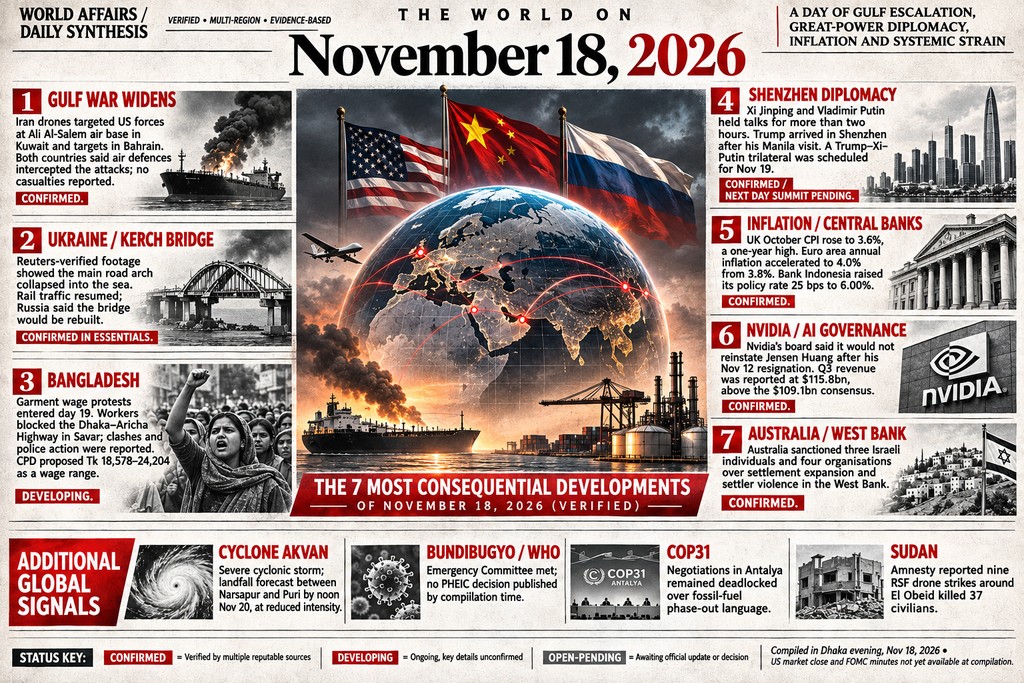 WORLD AFFAIRS /
DAILY SYNTHESIS
VERIFIED • MULTI-REGION • EVIDENCE-BASED
THE WORLD ON
November 18, 2026
A DAY OF GULF ESCALATION,
GREAT-POWER DIPLOMACY,
INFLATION AND SYSTEMIC STRAIN
1 GULF WAR WIDENS
Iran drones targeted US forces
at Ali Al-Salem air base in
Kuwait and targets in Bahrain.
Both countries said air defences
intercepted the attacks; no
casualties reported.
CONFIRMED.
2 UKRAINE / KERCH BRIDGE
Reuters-verified footage
showed the main road arch
collapsed into the sea.
Rail traffic resumed;
Russia said the bridge
would be rebuilt.
CONFIRMED IN ESSENTIALS.
3 BANGLADESH
Garment wage protests
entered day 19. Workers
blocked the Dhaka–Aricha
Highway in Savar; clashes and
police action were reported.
CPD proposed Tk 18,578–24,204
as a wage range.
DEVELOPING.
THE 7 MOST CONSEQUENTIAL DEVELOPMENTS
OF NOVEMBER 18, 2026 (VERIFIED)
4 SHENZHEN DIPLOMACY
Xi Jinping and Vladimir Putin
held talks for more than two
hours. Trump arrived in Shenzhen
after his Manila visit. A Trump–Xi–
Putin trilateral was scheduled
for Nov 19.
CONFIRMED /
NEXT DAY SUMMIT PENDING.
5 INFLATION / CENTRAL BANKS
UK October CPI rose to 3.6%,
a one-year high. Euro area annual
inflation accelerated to 4.0%
from 3.8%. Bank Indonesia raised
its policy rate 25 bps to 6.00%.
CONFIRMED.
6 NVIDIA / AI GOVERNANCE
Nvidia's board said it would not
reinstate Jensen Huang after his
Nov 12 resignation. Q3 revenue
was reported at $115.8bn,
above the $109.1bn consensus.
CONFIRMED.
NVIDIA.
7 AUSTRALIA / WEST BANK
Australia sanctioned three Israeli
individuals and four organisations
over settlement expansion and
settler violence in the West Bank.
CONFIRMED.
ADDITIONAL
GLOBAL
SIGNALS
CYCLONE AKVAN
Severe cyclonic storm;
landfall forecast between
Narsapur and Puri by noon
Nov 20, at reduced intensity.
BUNDIBUGYO / WHO
Emergency Committee met;
no PHEIC decision published
by compiilation time.
COP31
ANTALYA
COP31
Negotiations in Antalya
remained deadlocked
over fossil-fuel
phase-out language.
SUDAN
Amnesty reported nine
RSF drone strikes around
El Obeid killed 37
civilians.
STATUS KEY:
CONFIRMED = Verified by multiple reputable sources
DEVELOPING = Ongoing, key details unconfirmed
OPEN-PENDING = Awaiting official update or decision
Compiled in Dhaka evening, Nov 18, 2026 •
US market close and FOMC minutes not yet available at compilation.